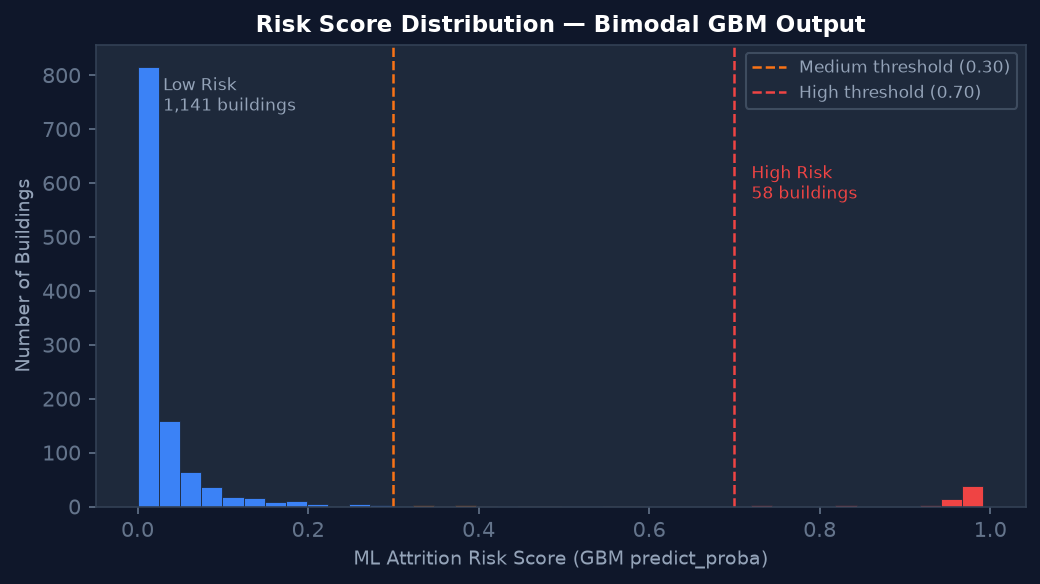 Risk Score Distribution — Bimodal GBM Output
Medium threshold (0.30)
High threshold (0.70)
Low Risk
1,141 buildings
High Risk
58 buildings
Number of Buildings
800
700
600
500
400
300
200
100
0
0.0 0.2 0.4 0.6 0.8 1.0
ML Attrition Risk Score (GBM predict_proba)